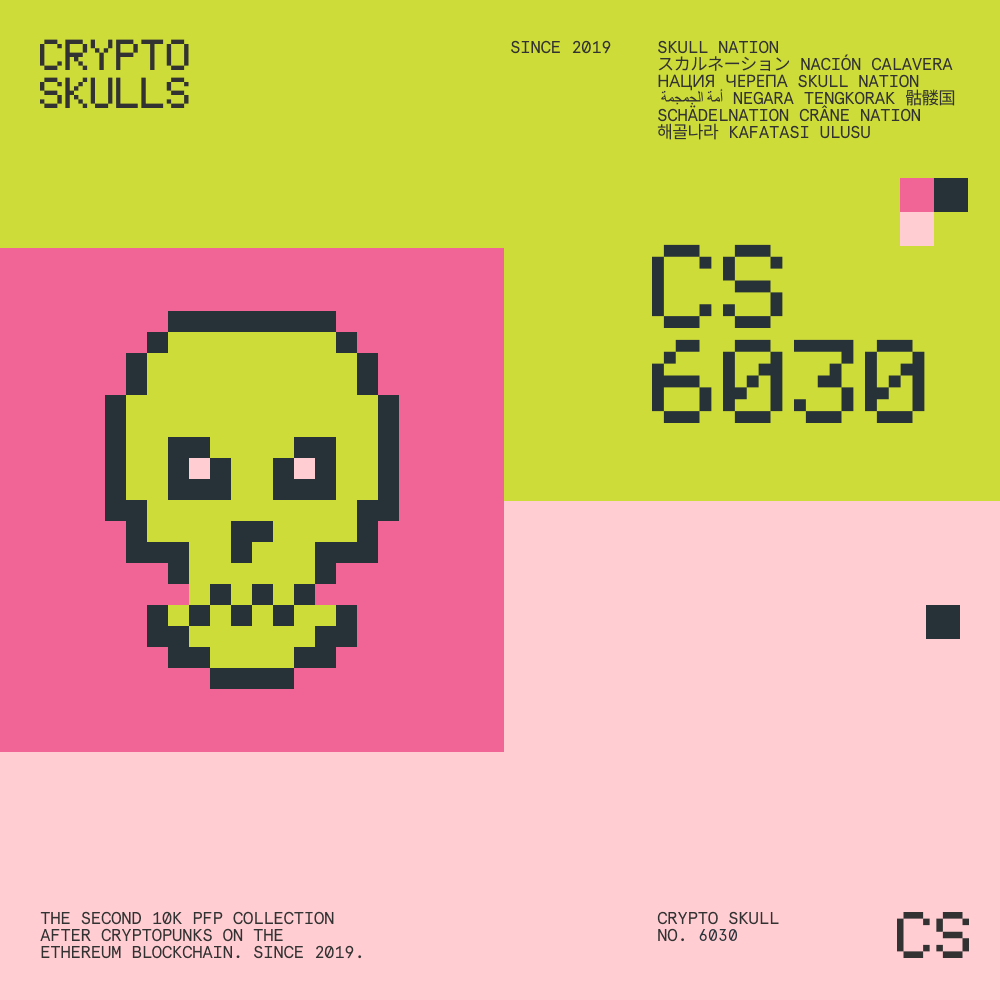 CRYPTO
SKULLS
SINCE 2019
SKULL NATION
スカルネーション NACIÓN CALAVERA
НАЦИЯ ЧЕРЕПА SKULL NATION
أمة الجمجمة NEGARA TENGKORAK 骷髅国
SCHÄDELNATION CRÂNE NATION
해골나라 KAFATASI ULUSU
CS
6030
THE SECOND 10K PFP COLLECTION
AFTER CRYPTOPUNKS ON THE
ETHEREUM BLOCKCHAIN. SINCE 2019.
CRYPTO SKULL
NO. 6030
CS